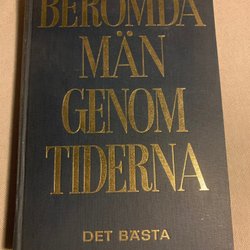 BERÖMDA
MÄN
GENOM
TIDERNA
DET BÄSTA